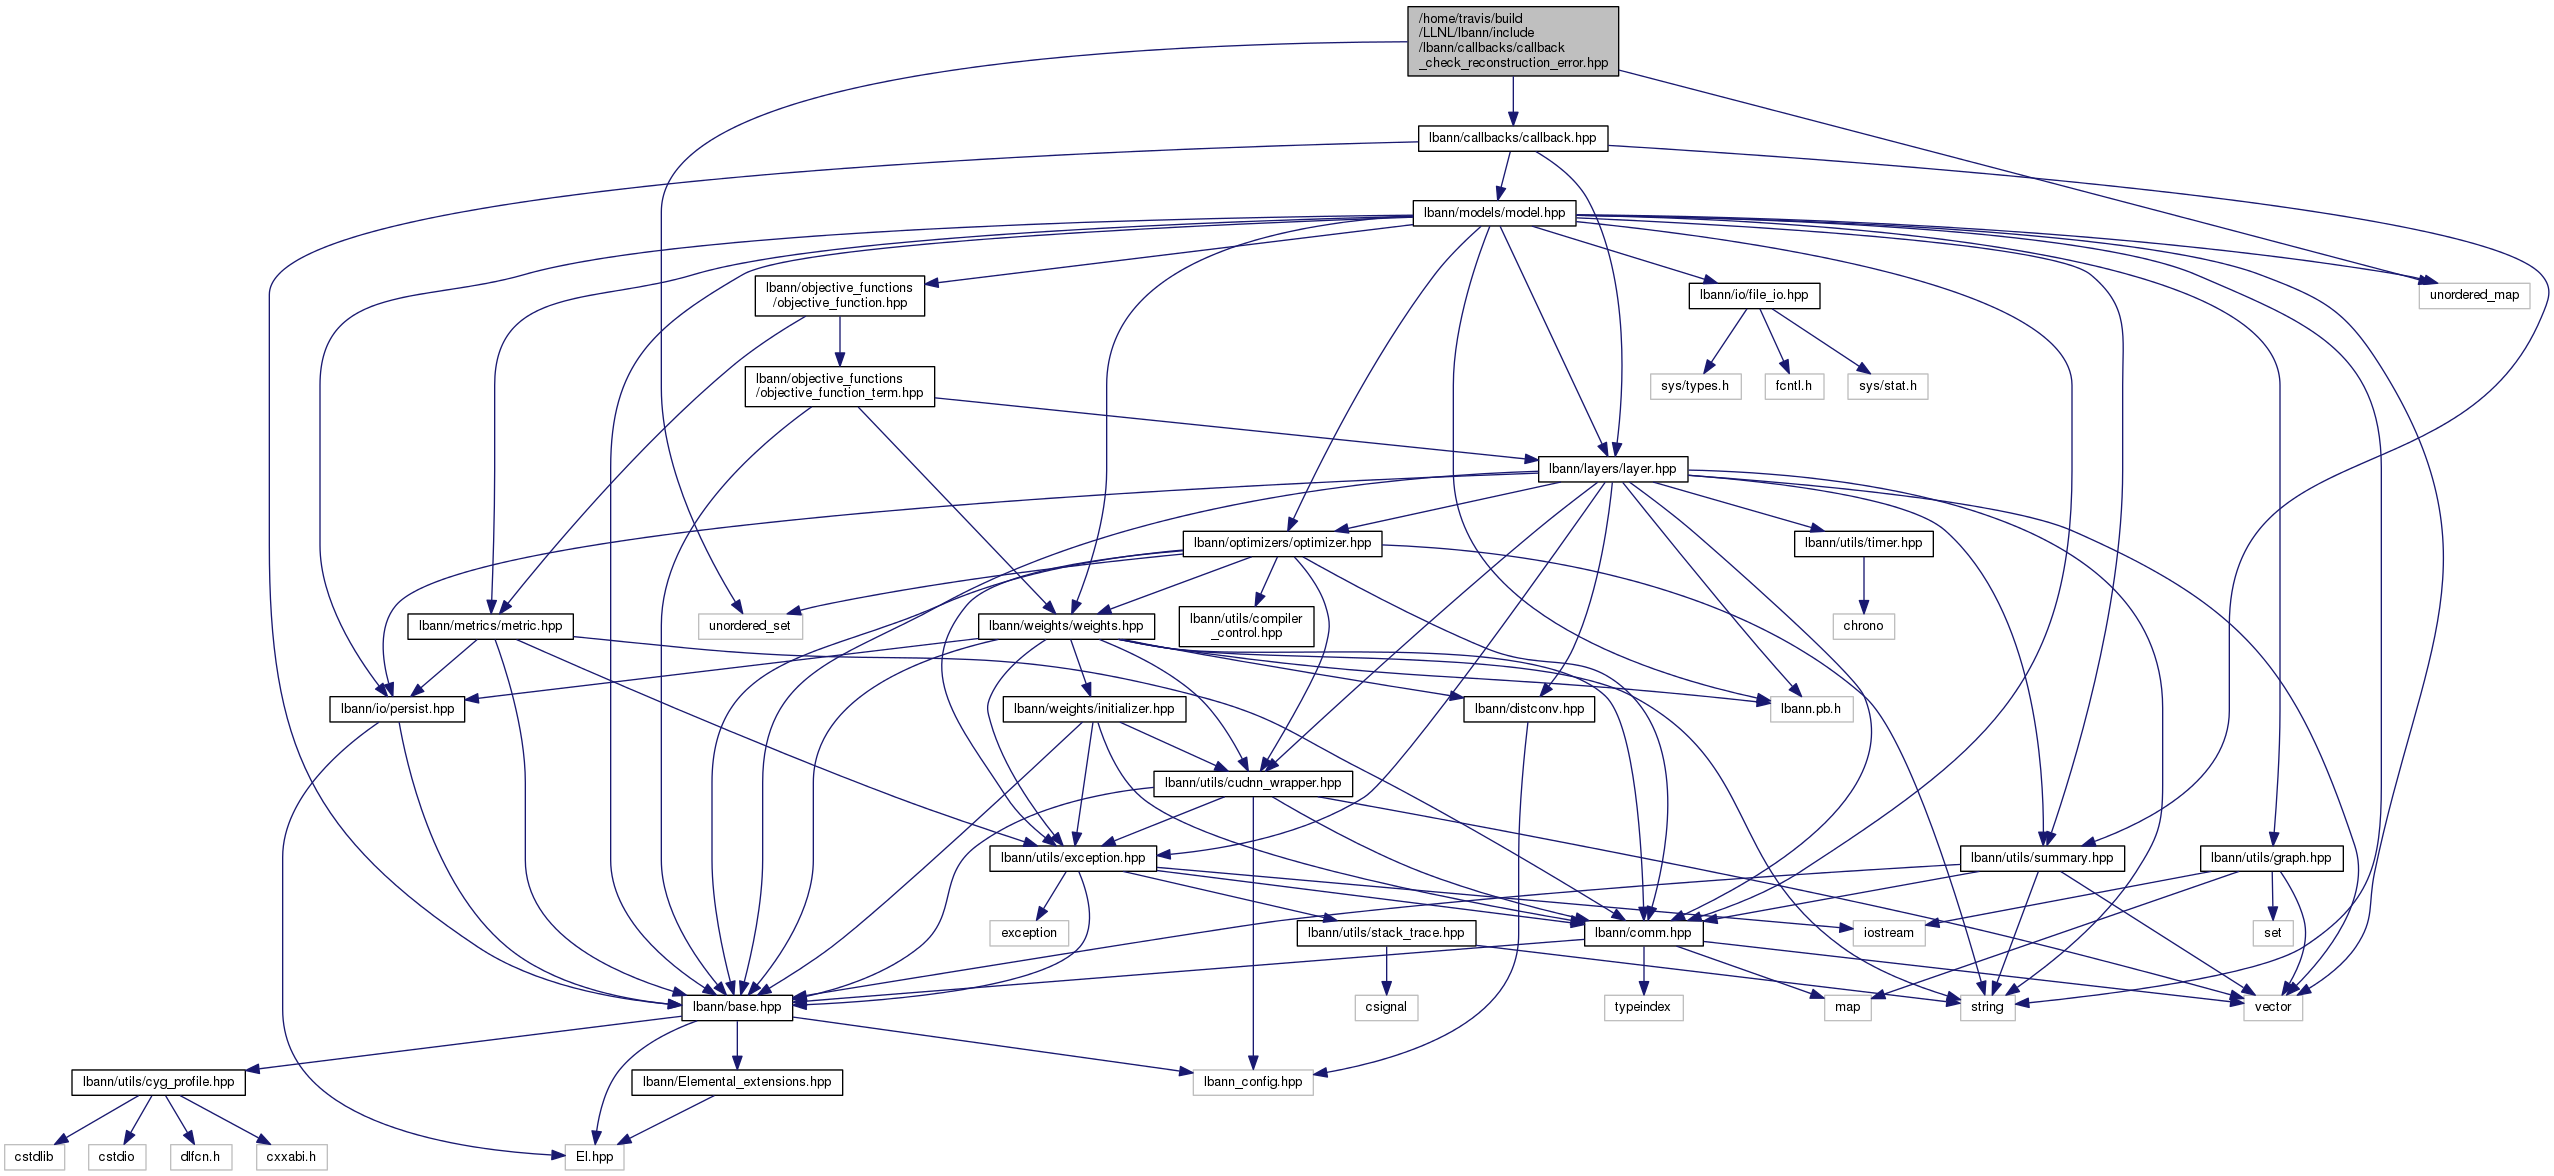 /home/travis/build
/LLNL/lbann/include
/lbann/callbacks/callback
_check_reconstruction_error.hpp
lbann/callbacks/callback.hpp
lbann/models/model.hpp
lbann/objective_functions
/objective_function.hpp
lbann/io/file_io.hpp
unordered_map
lbann/objective_functions
/objective_function_term.hpp
sys/types.h
fcntl.h
sys/stat.h
lbann/layers/layer.hpp
lbann/optimizers/optimizer.hpp
lbann/utils/timer.hpp
lbann/metrics/metric.hpp
unordered_set
lbann/weights/weights.hpp
lbann/utils/compiler
_control.hpp
chrono
lbann/io/persist.hpp
lbann/weights/initializer.hpp
lbann/distconv.hpp
lbann.pb.h
lbann/utils/cudnn_wrapper.hpp
lbann/utils/exception.hpp
lbann/utils/summary.hpp
lbann/utils/graph.hpp
exception
lbann/utils/stack_trace.hpp
lbann/comm.hpp
iostream
set
lbann/base.hpp
csignal
typeindex
map
string
vector
lbann/utils/cyg_profile.hpp
lbann/Elemental_extensions.hpp
lbann_config.hpp
cstdlib
cstdio
dlfcn.h
cxxabi.h
El.hpp